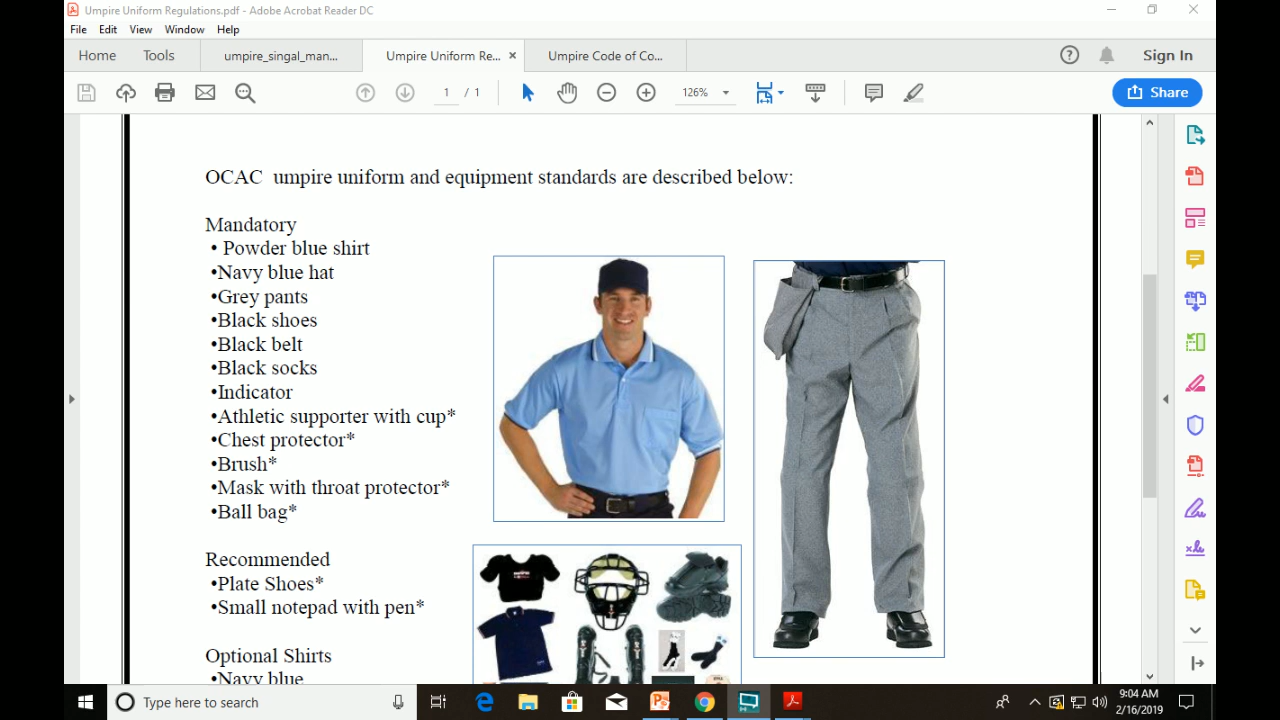 Umpire Uniform Regulations.pdf - Adobe Acrobat Reader DC
File Edit View Window Help
Home Tools umpire_singal_man... Umpire Uniform Re... × Umpire Code of Co... Sign In
1 / 1 126% Share
OCAC umpire uniform and equipment standards are described below:
Mandatory
• Powder blue shirt
•Navy blue hat
•Grey pants
•Black shoes
•Black belt
•Black socks
•Indicator
•Athletic supporter with cup*
•Chest protector*
•Brush*
•Mask with throat protector*
•Ball bag*
Recommended
•Plate Shoes*
•Small notepad with pen*
Optional Shirts
•Navy blue
Type here to search
9:04 AM
2/16/2019